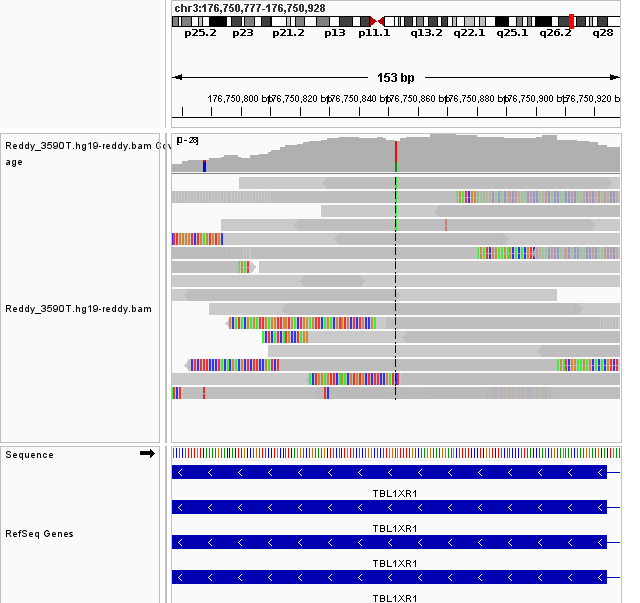 chr3:176,750,777-176,750,928
p25.2 p23 p21.2 p13 p11.1 q13.2 q22.1 q25.1 q26.2 q28
153 bp
176,750,800 bp 176,750,820 bp 176,750,840 bp 176,750,860 bp 176,750,880 bp 176,750,900 bp 176,750,920 b
[0-28]
Reddy_3590T.hg19-reddy.bam Cov
age
Reddy_3590T.hg19-reddy.bam
Sequence
TBL1XR1
TBL1XR1
RefSeq Genes
TBL1XR1
TBL1XR1